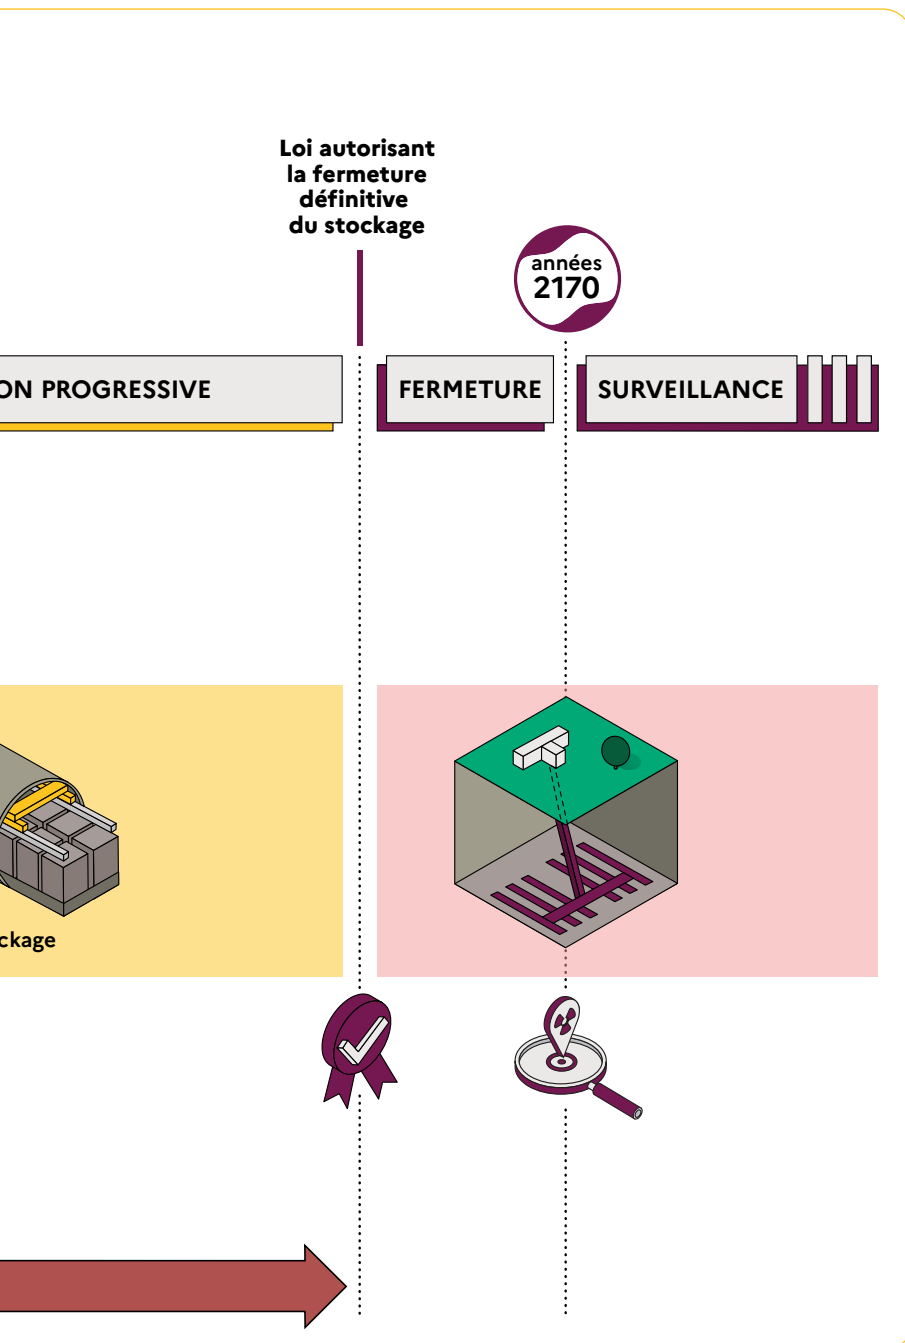 Loi autorisant
la fermeture
définitive
du stockage
années
2170
ON PROGRESSIVE
FERMETURE
SURVEILLANCE
ckage